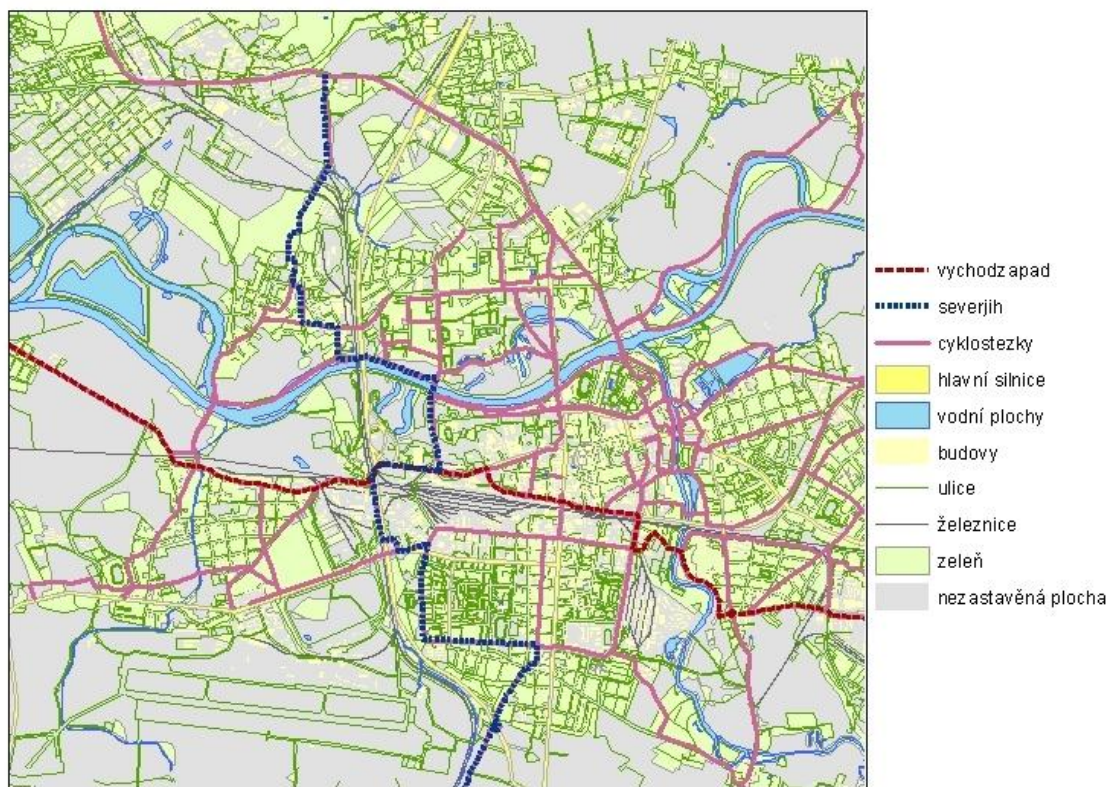 vychodzapad
severjih
cyklostezky
hlavní silnice
vodní plochy
budovy
ulice
železnice
zeleň
nezastavěná plocha